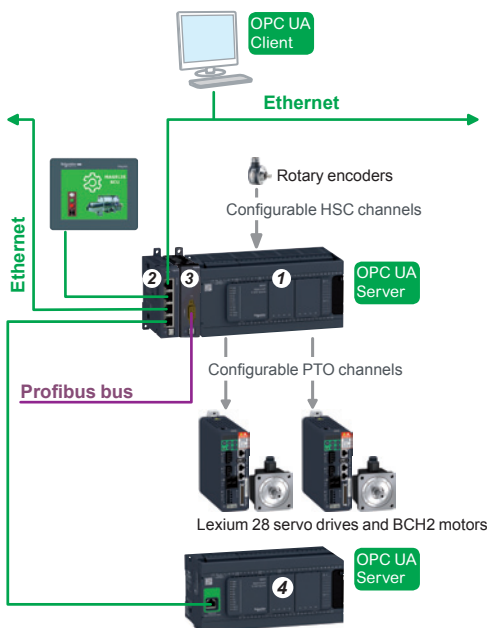 OPC UA
Client
Ethernet
Rotary encoders
Configurable HSC channels
Ethernet
2
3
1
OPC UA
Server
Configurable PTO channels
Profibus bus
Lexium 28 servo drives and BCH2 motors
OPC UA
Server
4